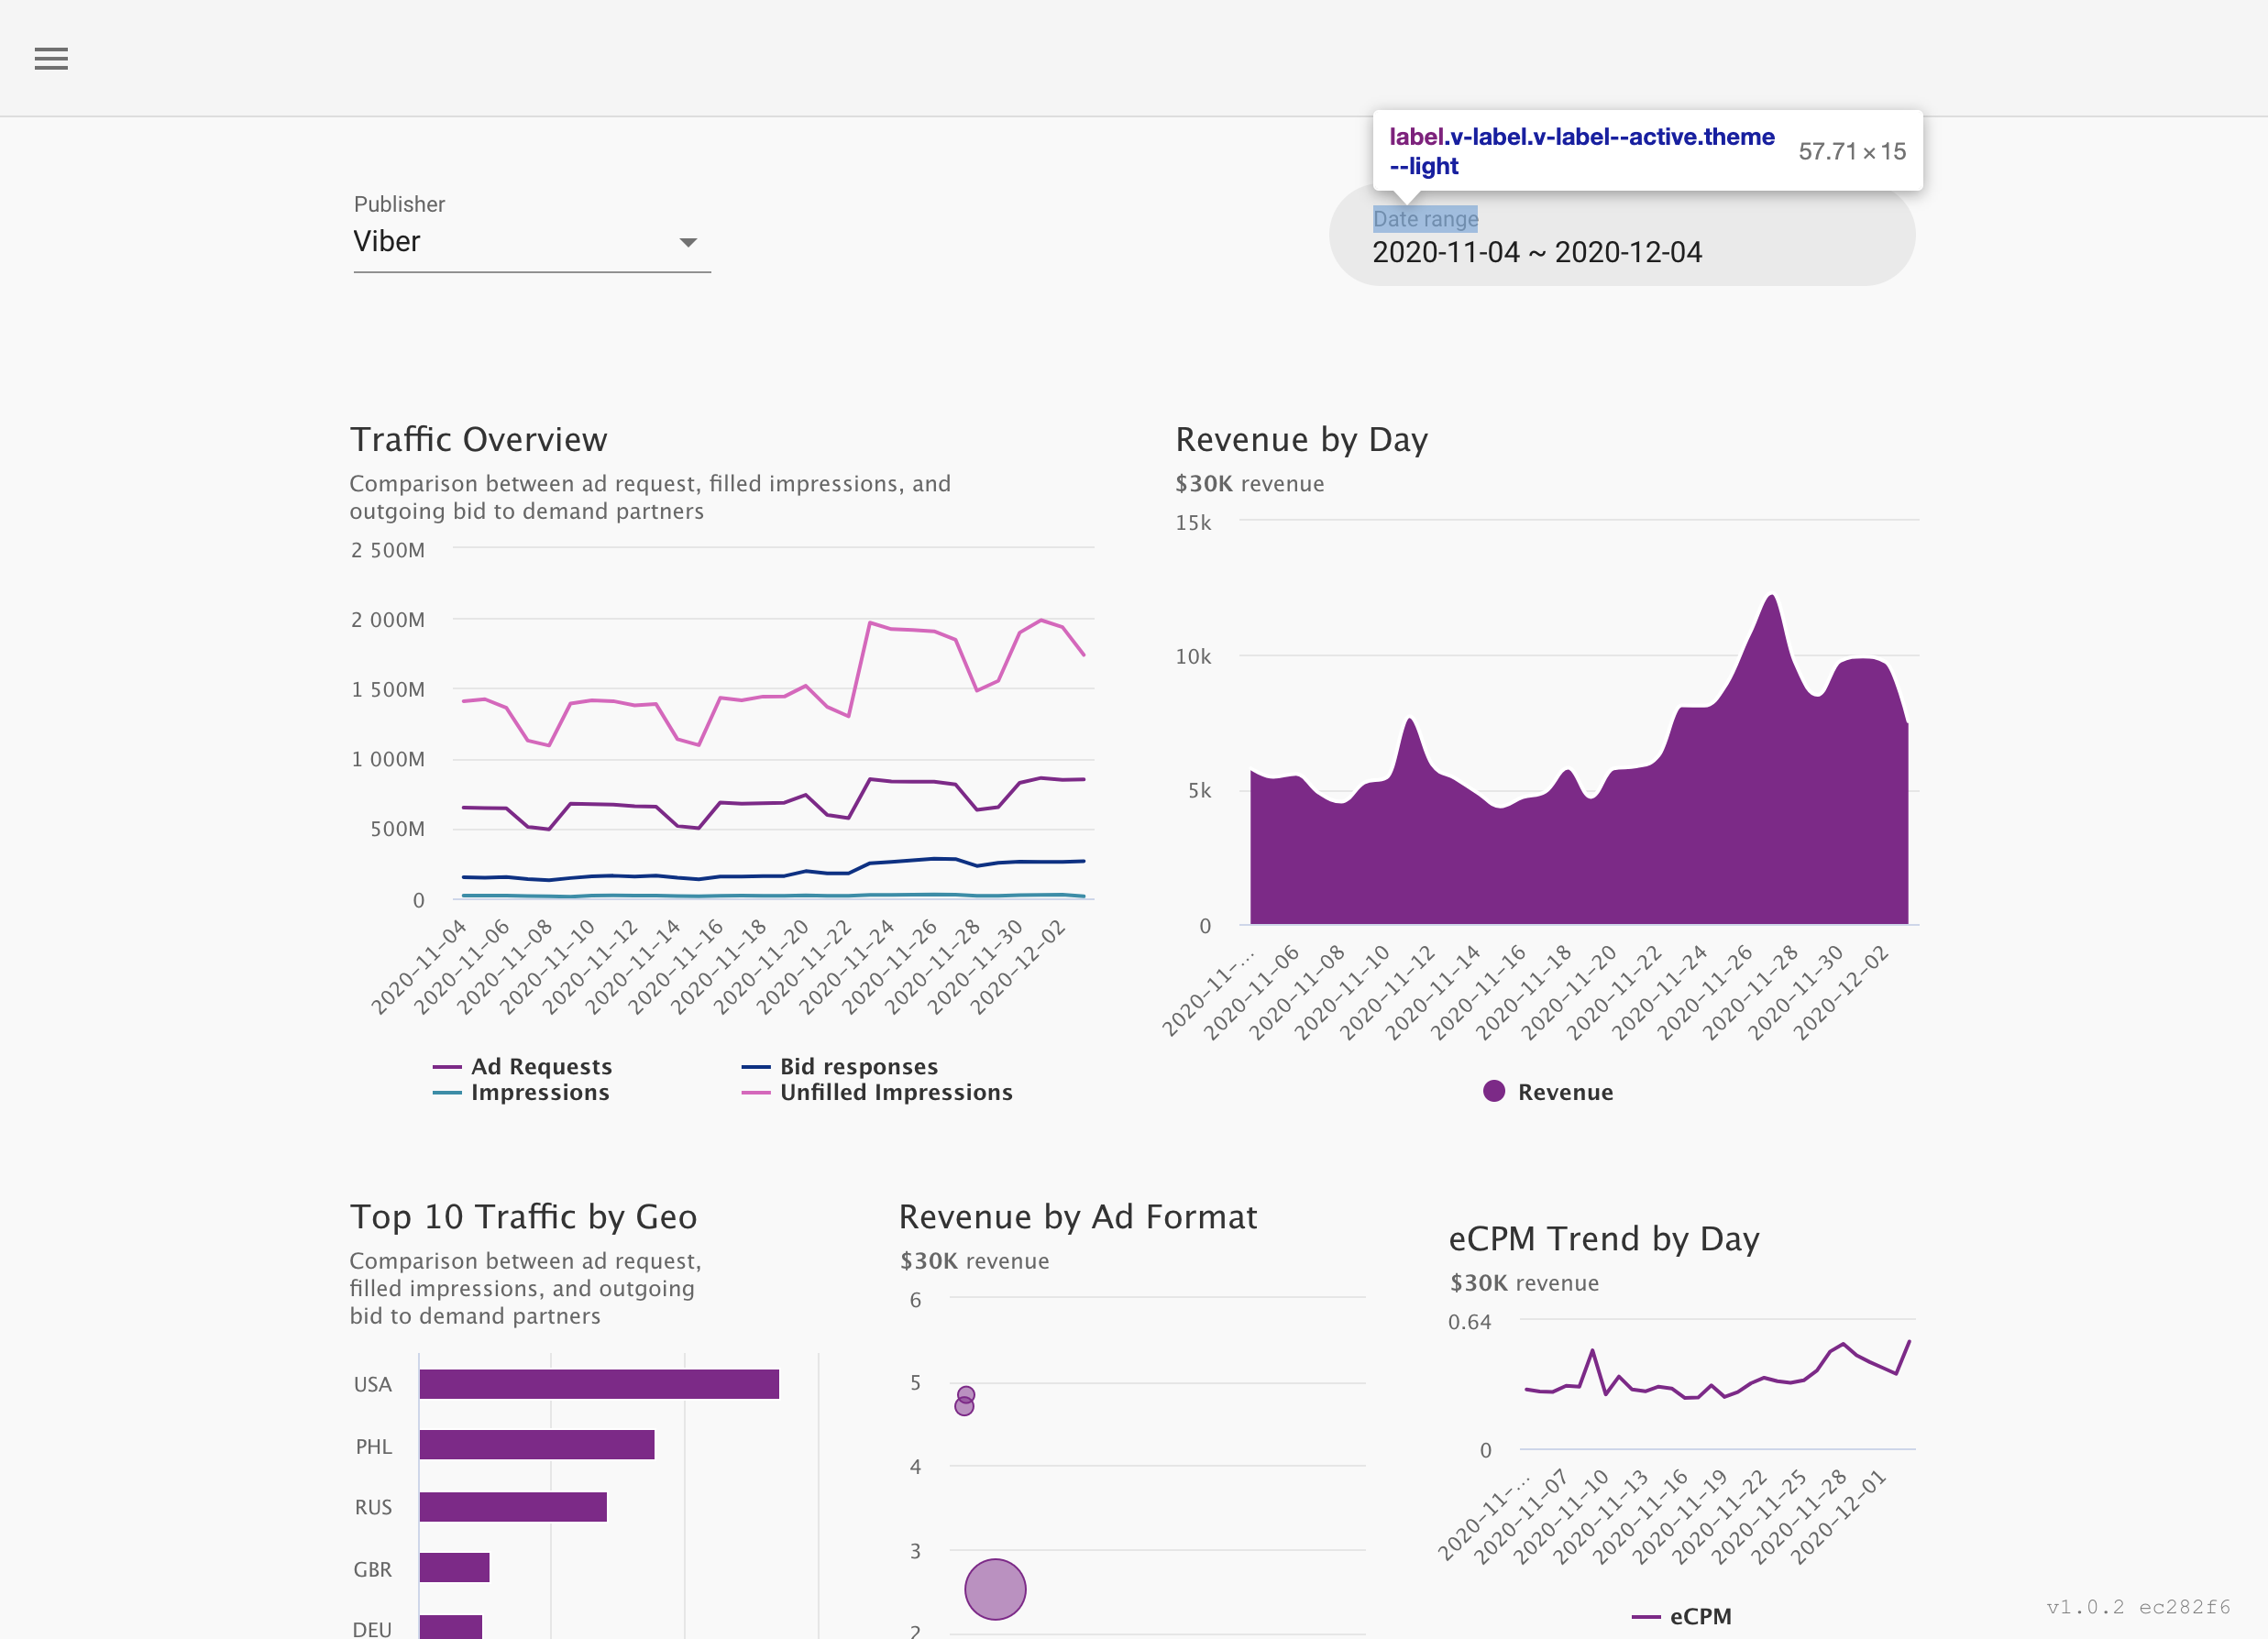 label.v-label.v-label--active.theme
--light
57.71 × 15
Publisher
Viber
Date range
2020-11-04 ~ 2020-12-04
Traffic Overview
Comparison between ad request, filled impressions, and
outgoing bid to demand partners
2 500M
2 000M
1 500M
1 000M
500M
0
2020-11-04
2020-11-06
2020-11-08
2020-11-10
2020-11-12
2020-11-14
2020-11-16
2020-11-18
2020-11-20
2020-11-22
2020-11-24
2020-11-26
2020-11-28
2020-11-30
2020-12-02
Ad Requests
Bid responses
Impressions
Unfilled Impressions
Revenue by Day
$30K revenue
15k
10k
5k
0
2020-11-...
2020-11-06
2020-11-08
2020-11-10
2020-11-12
2020-11-14
2020-11-16
2020-11-18
2020-11-20
2020-11-22
2020-11-24
2020-11-26
2020-11-28
2020-11-30
2020-12-02
Revenue
Top 10 Traffic by Geo
Comparison between ad request,
filled impressions, and outgoing
bid to demand partners
USA
PHL
RUS
GBR
DEU
Revenue by Ad Format
$30K revenue
6
5
4
3
2
eCPM Trend by Day
$30K revenue
0.64
0
2020-11-...
2020-11-07
2020-11-10
2020-11-13
2020-11-16
2020-11-19
2020-11-22
2020-11-25
2020-11-28
2020-12-01
eCPM
v1.0.2 ec282f6